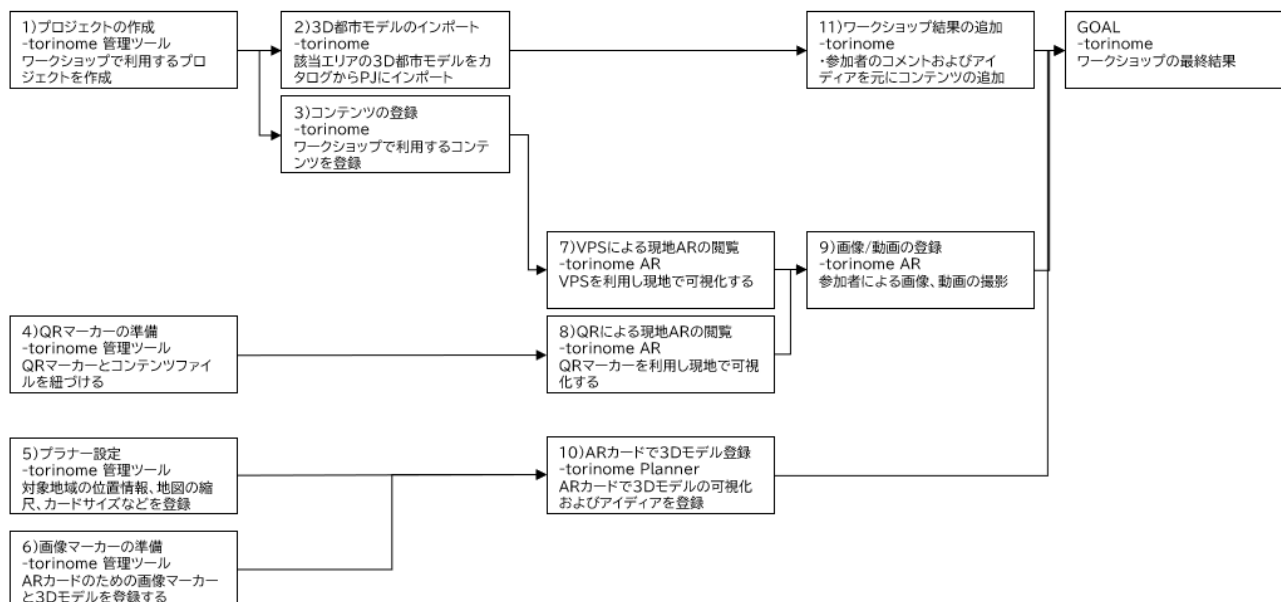 1)プロジェクトの作成
-torinome 管理ツール
ワークショップで利用するプロ
ジェクトを作成
2)3D都市モデルのインポート
-torinome
該当エリアの3D都市モデルをカ
タログからPJにインポート
11)ワークショップ結果の追加
-torinome
・参加者のコメントおよびアイ
ディアを元にコンテンツの追加
GOAL
-torinome
ワークショップの最終結果
3)コンテンツの登録
-torinome
ワークショップで利用するコンテ
ンツを登録
7)VPSによる現地ARの閲覧
-torinome AR
VPSを利用し現地で可視化する
9)画像/動画の登録
-torinome AR
参加者による画像、動画の撮影
4)QRマーカーの準備
-torinome 管理ツール
QRマーカーとコンテンツファイ
ルを紐づける
8)QRによる現地ARの閲覧
-torinome AR
QRマーカーを利用し現地で可視
化する
5)プラナー設定
-torinome 管理ツール
対象地域の位置情報、地図の縮
尺、カードサイズなどを登録
10)ARカードで3Dモデル登録
-torinome Planner
ARカードで3Dモデルの可視化
およびアイディアを登録
6)画像マーカーの準備
-torinome 管理ツール
ARカードのための画像マーカー
と3Dモデルを登録する